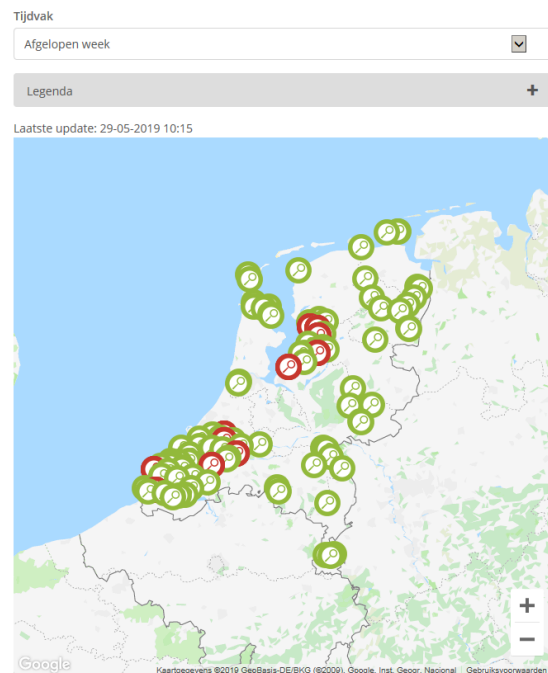 Tijdvak
Afgelopen week
Legenda +
Laatste update: 29-05-2019 10:15
+
−
Google
Kaartgegevens ©2019 GeoBasis-DE/BKG (©2009), Google, Inst. Geogr. Nacional
Gebruiksvoorwaarden